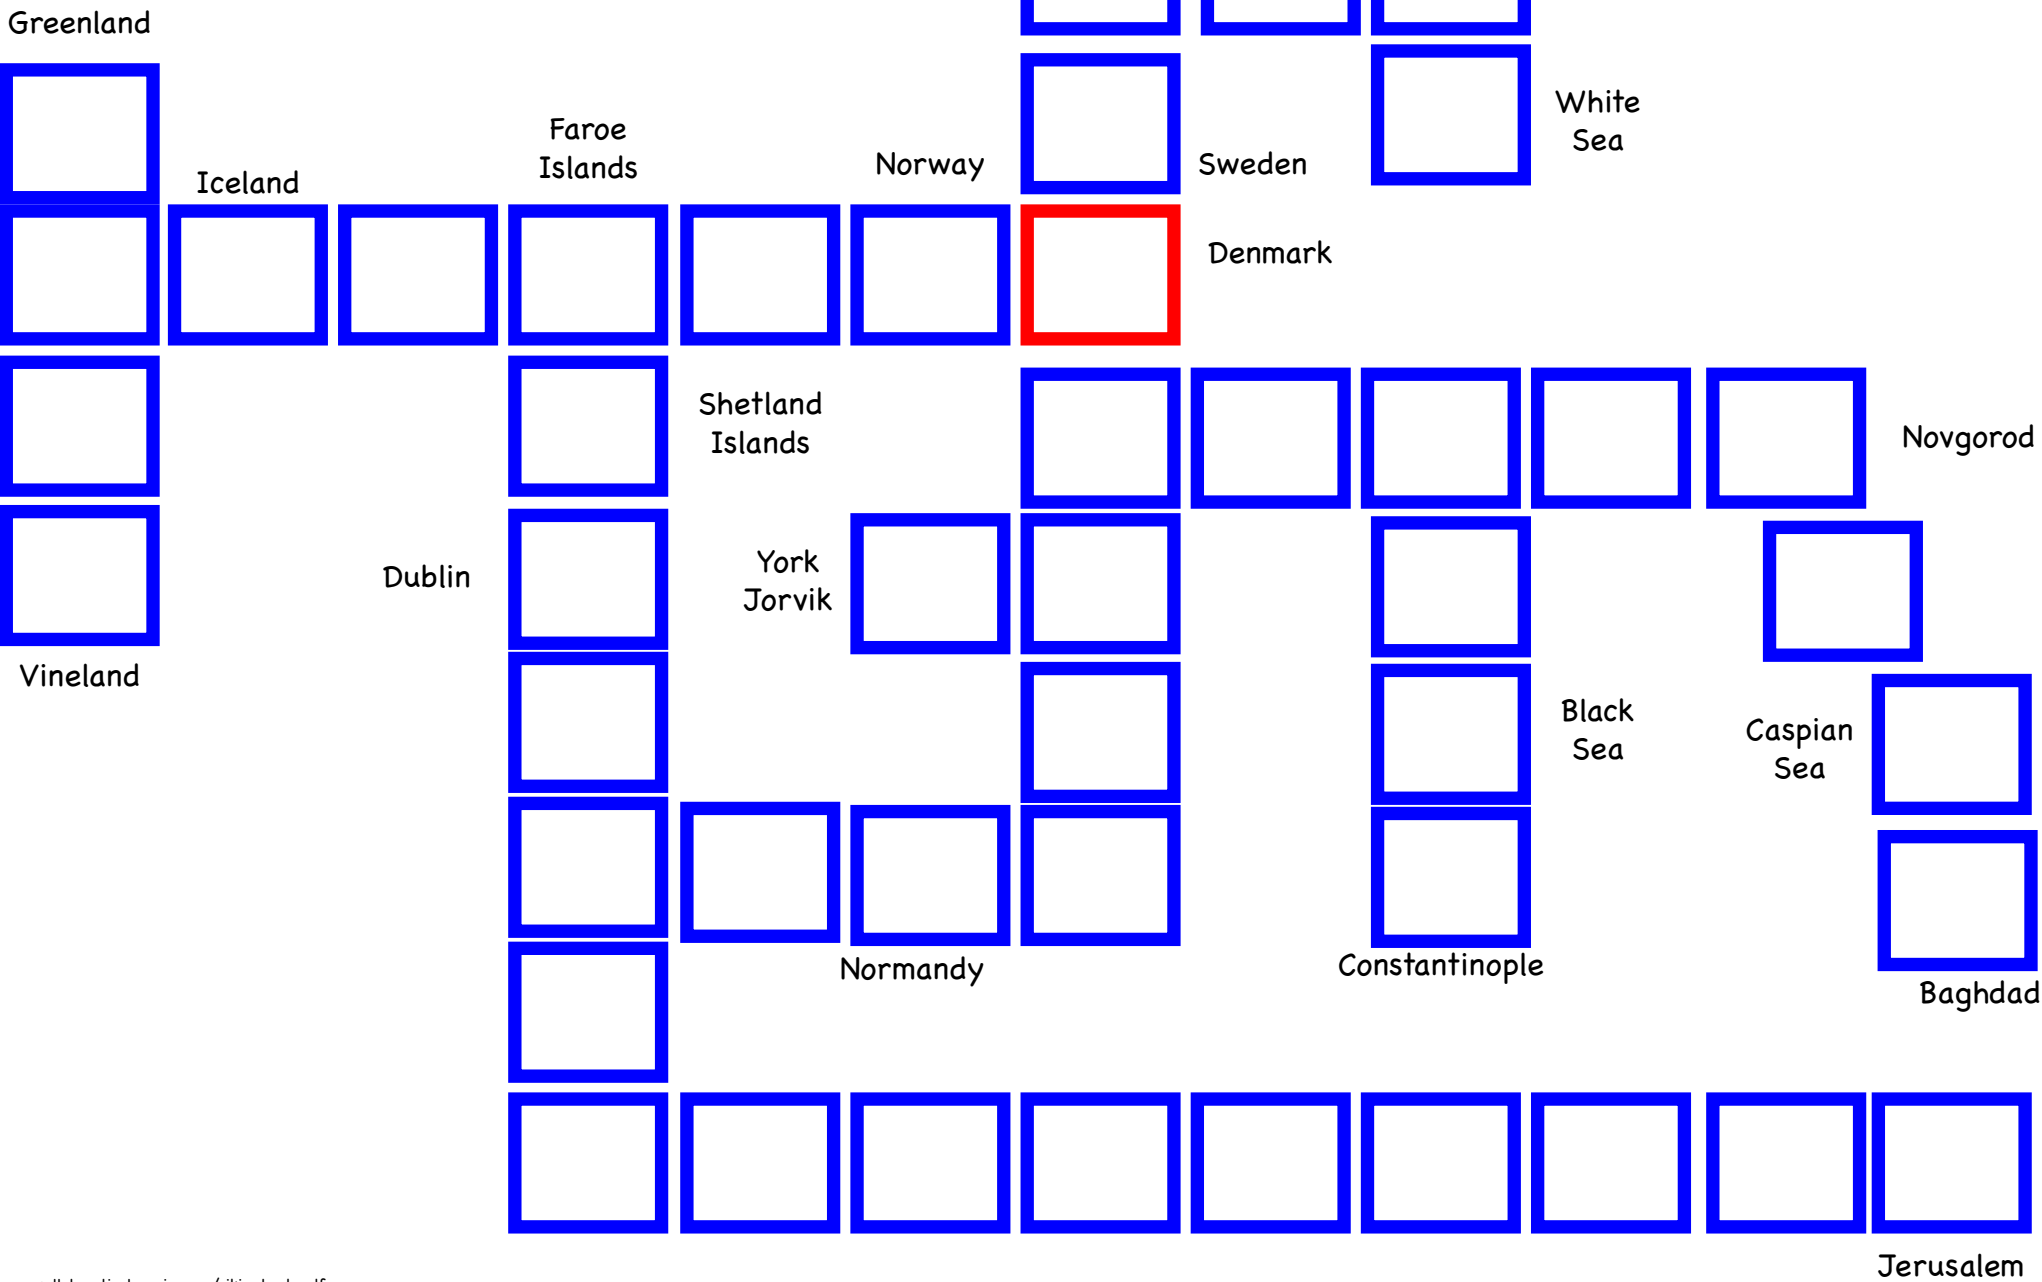 Greenland
White
Sea
Faroe
Islands
Norway
Sweden
Iceland
Denmark
Shetland
Islands
Novgorod
Dublin
York
Jorvik
Black
Sea
Caspian
Sea
Vineland
Normandy
Constantinople
Baghdad
Jerusalem